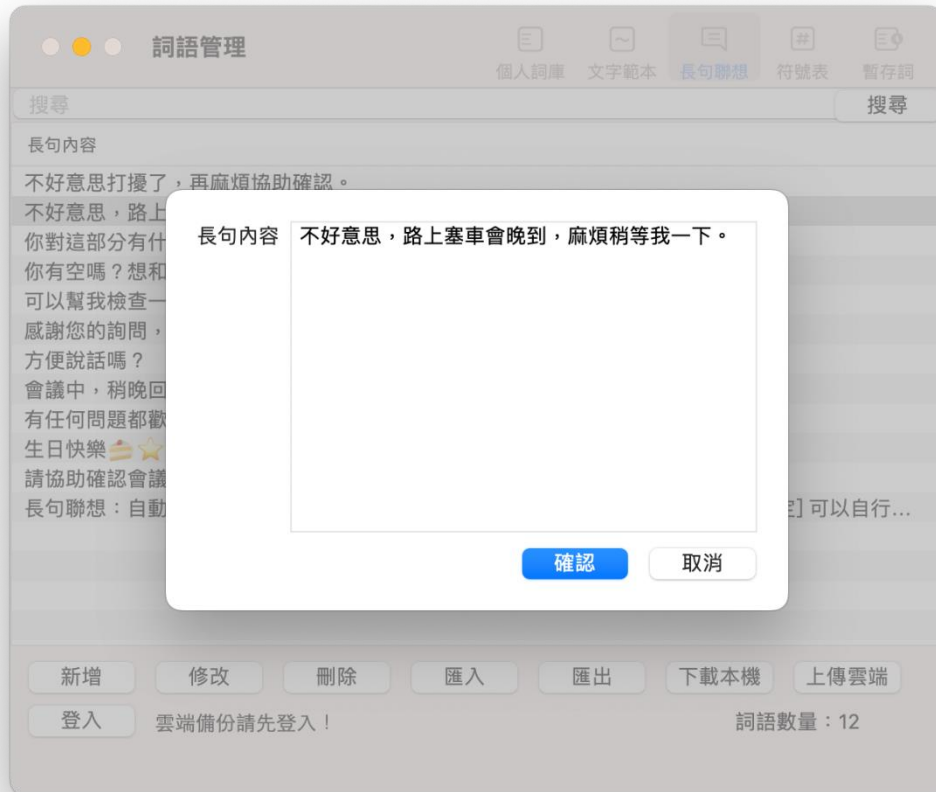 詞語管理
個人詞庫 文字範本 長句聯想 符號表 暫存詞
搜尋 搜尋
長句內容
不好意思打擾了，再麻煩協助確認。
不好意思，路上
你對這部分有什
你有空嗎？想和
可以幫我檢查一
感謝您的詢問，
方便說話嗎？
會議中，稍晚回
有任何問題都歡
生日快樂🍰⭐
請協助確認會議
長句聯想：自動
定] 可以自行...
長句內容 不好意思，路上塞車會晚到，麻煩稍等我一下。
確認 取消
新增 修改 刪除 匯入 匯出 下載本機 上傳雲端
登入 雲端備份請先登入！ 詞語數量：12